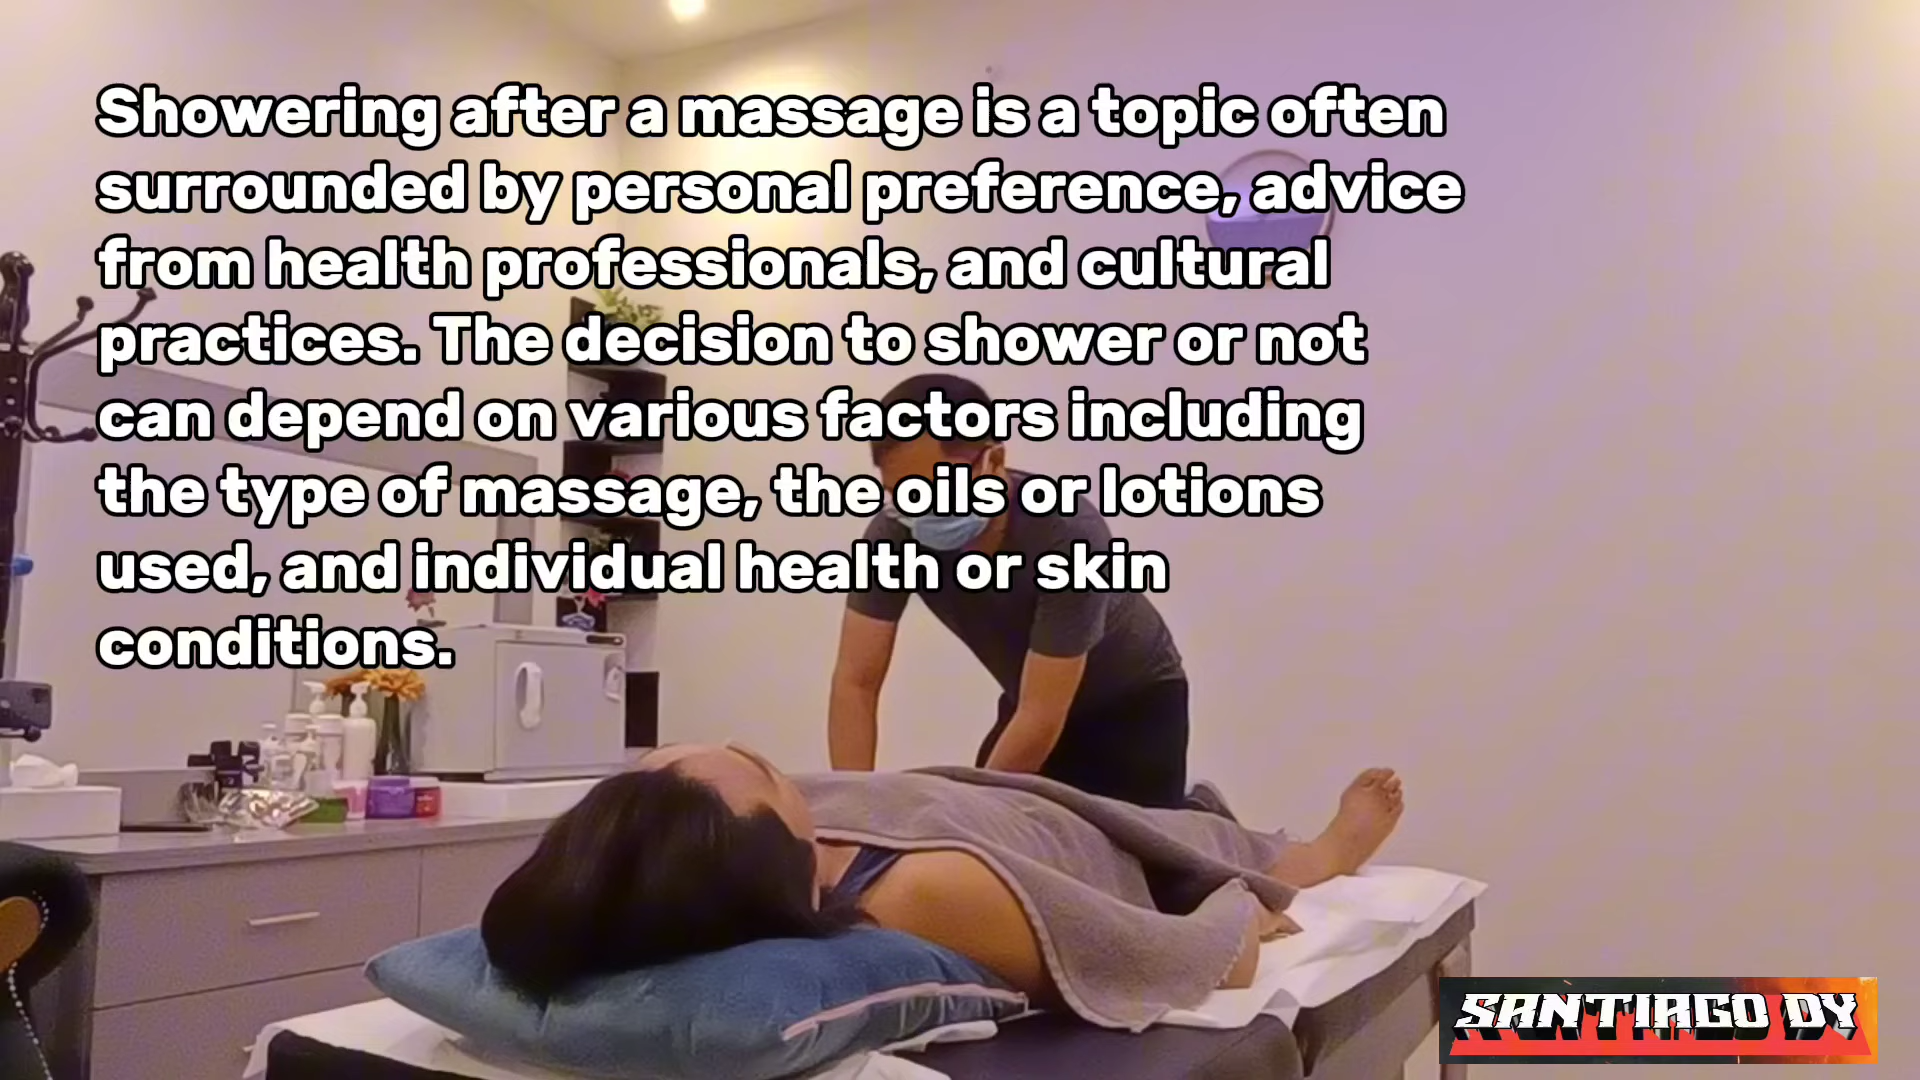 Showering after a massage is a topic often
surrounded by personal preference, advice
from health professionals, and cultural
practices. The decision to shower or not
can depend on various factors including
the type of massage, the oils or lotions
used, and individual health or skin
conditions.
SANTIAGO DY